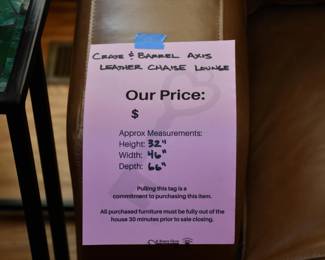 CRATE & BARREL AXIS
LEATHER CHAISE LOUNGE
Our Price:
$
Approx Measurements:
Height: 32"
Width: 46"
Depth: 66"
Pulling this tag is a
commitment to purchasing this item.
All purchased furniture must be fully out of the
house 30 minutes prior to sale closing.